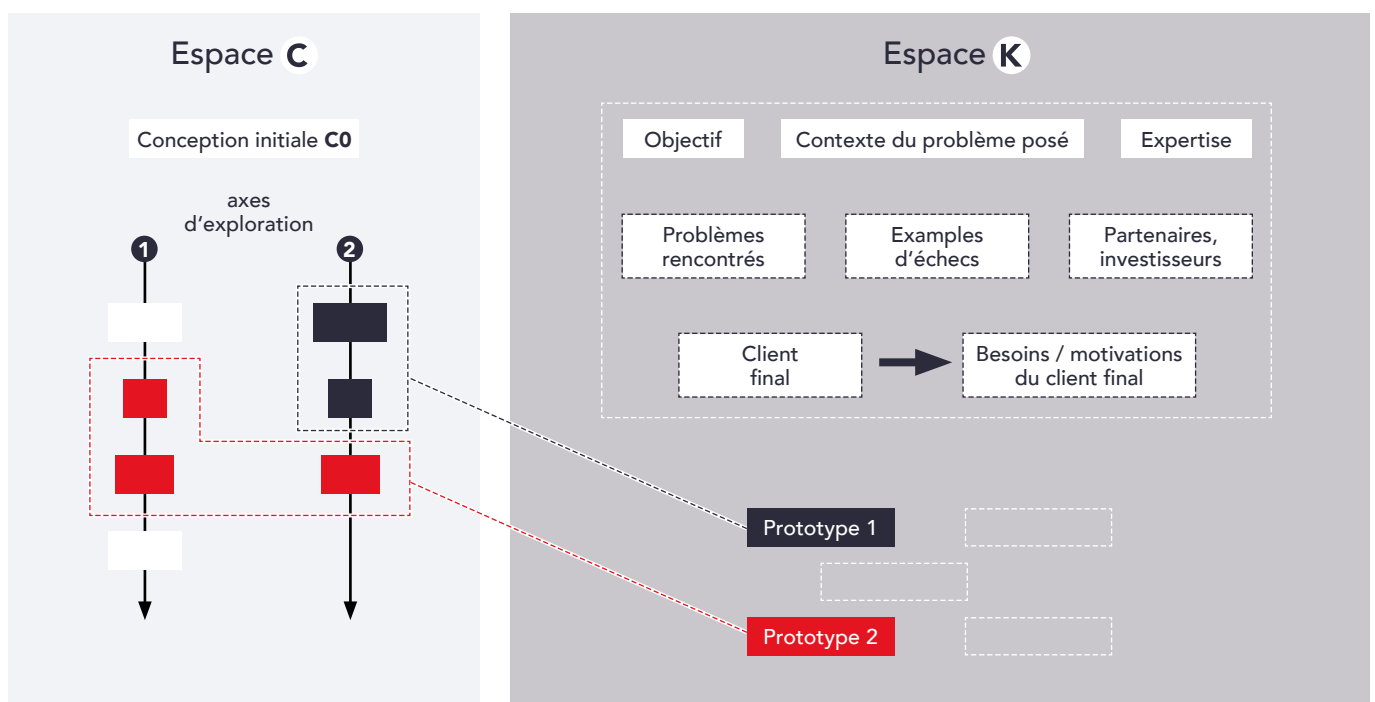 Espace C
Espace K
Conception initiale C0
axes
d'exploration
1
2
Objectif
Contexte du problème posé
Expertise
Problèmes
rencontrés
Examples
d'échecs
Partenaires,
investisseurs
Client
final
Besoins / motivations
du client final
Prototype 1
Prototype 2